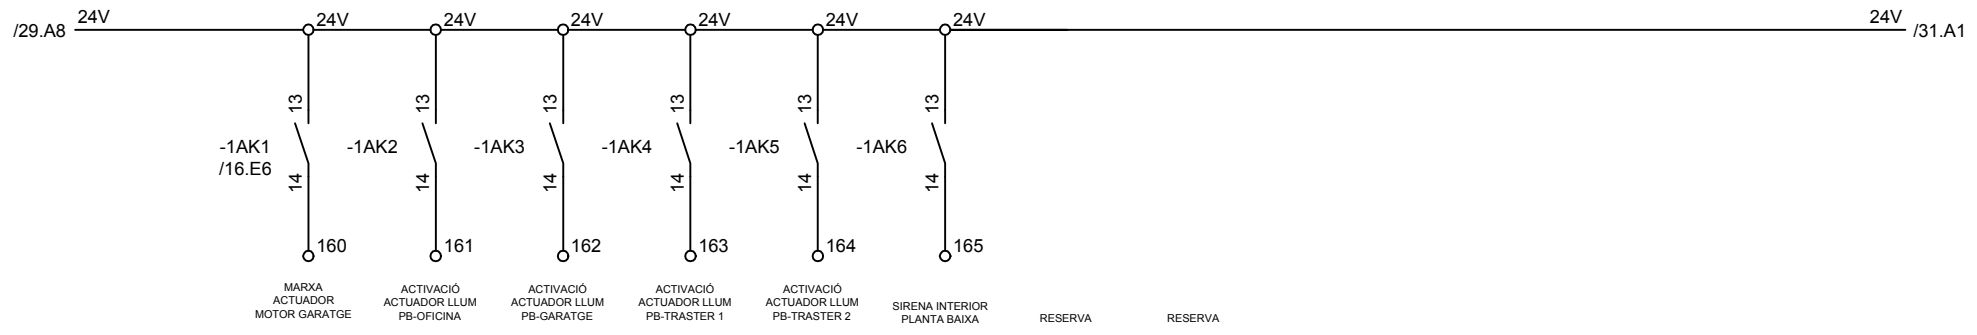 /29.A8 24V 24V 24V 24V 24V 24V 24V 24V /31.A1
13 13 13 13 13 13
-1AK1 -1AK2 -1AK3 -1AK4 -1AK5 -1AK6
/16.E6
14 14 14 14 14 14
160 161 162 163 164 165
MARXA
ACTUADOR
MOTOR GARATGE
ACTIVACIÓ
ACTUADOR LLUM
PB-OFICINA
ACTIVACIÓ
ACTUADOR LLUM
PB-GARATGE
ACTIVACIÓ
ACTUADOR LLUM
PB-TRASTER 1
ACTIVACIÓ
ACTUADOR LLUM
PB-TRASTER 2
SIRENA INTERIOR
PLANTA BAIXA
RESERVA
RESERVA